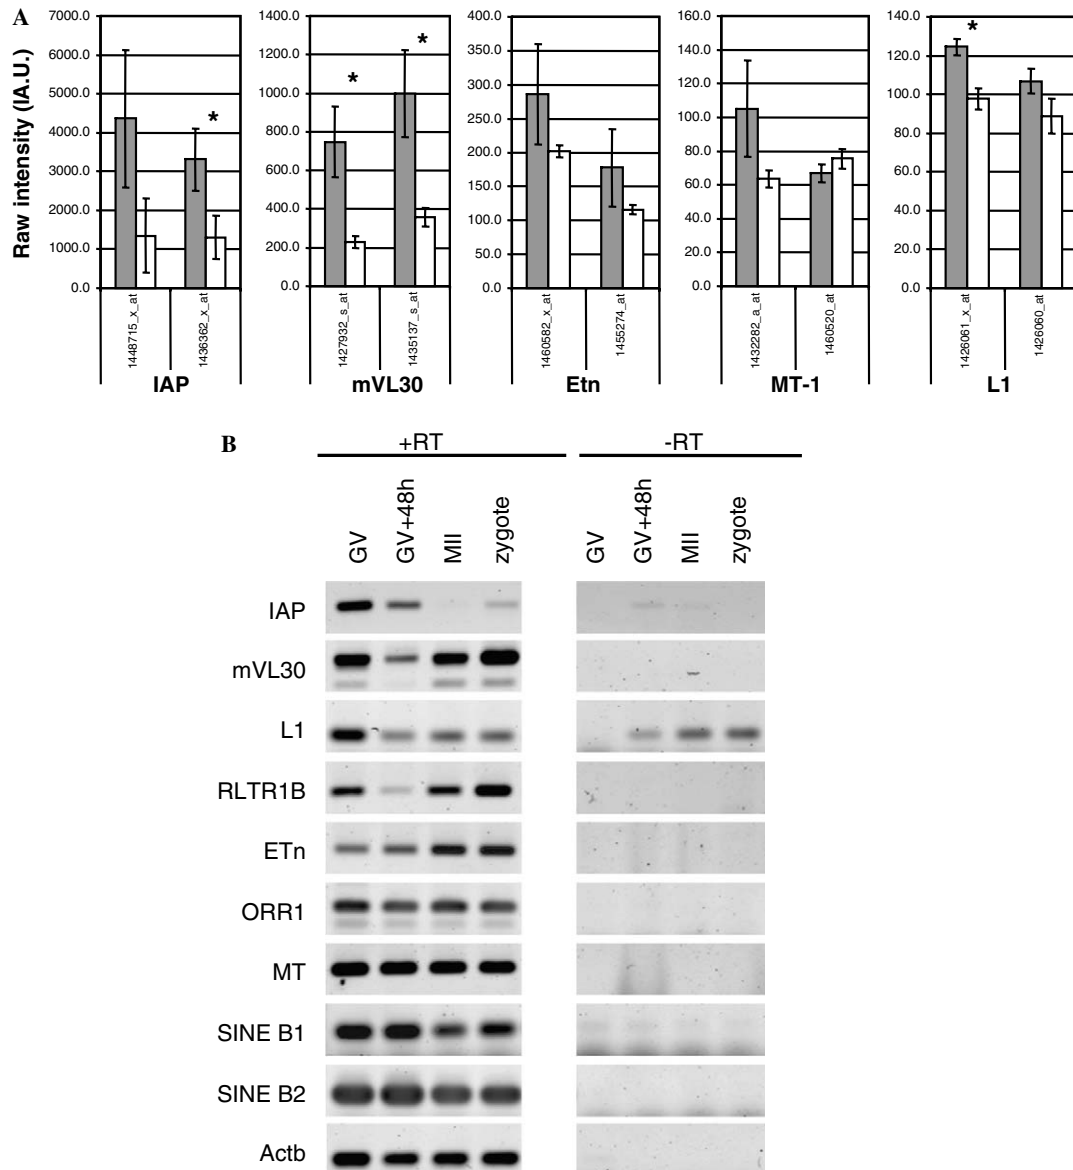 A
Raw intensity (IA.U.)
7000.0
6000.0
5000.0
4000.0
3000.0
2000.0
1000.0
0.0
*
1448715_x_at
1436362_x_at
IAP
1400.0
1200.0
1000.0
800.0
600.0
400.0
200.0
0.0
*
*
1427932_s_at
1435137_s_at
mVL30
400.0
350.0
300.0
250.0
200.0
150.0
100.0
50.0
0.0
1460582_x_at
1455274_at
Etn
160.0
140.0
120.0
100.0
80.0
60.0
40.0
20.0
0.0
1432282_a_at
1460520_at
MT-1
140.0
120.0
100.0
80.0
60.0
40.0
20.0
0.0
*
1426061_x_at
1426060_at
L1
B
+RT
-RT
GV
GV+48h
MII
zygote
GV
GV+48h
MII
zygote
IAP
mVL30
L1
RLTR1B
ETn
ORR1
MT
SINE B1
SINE B2
Actb